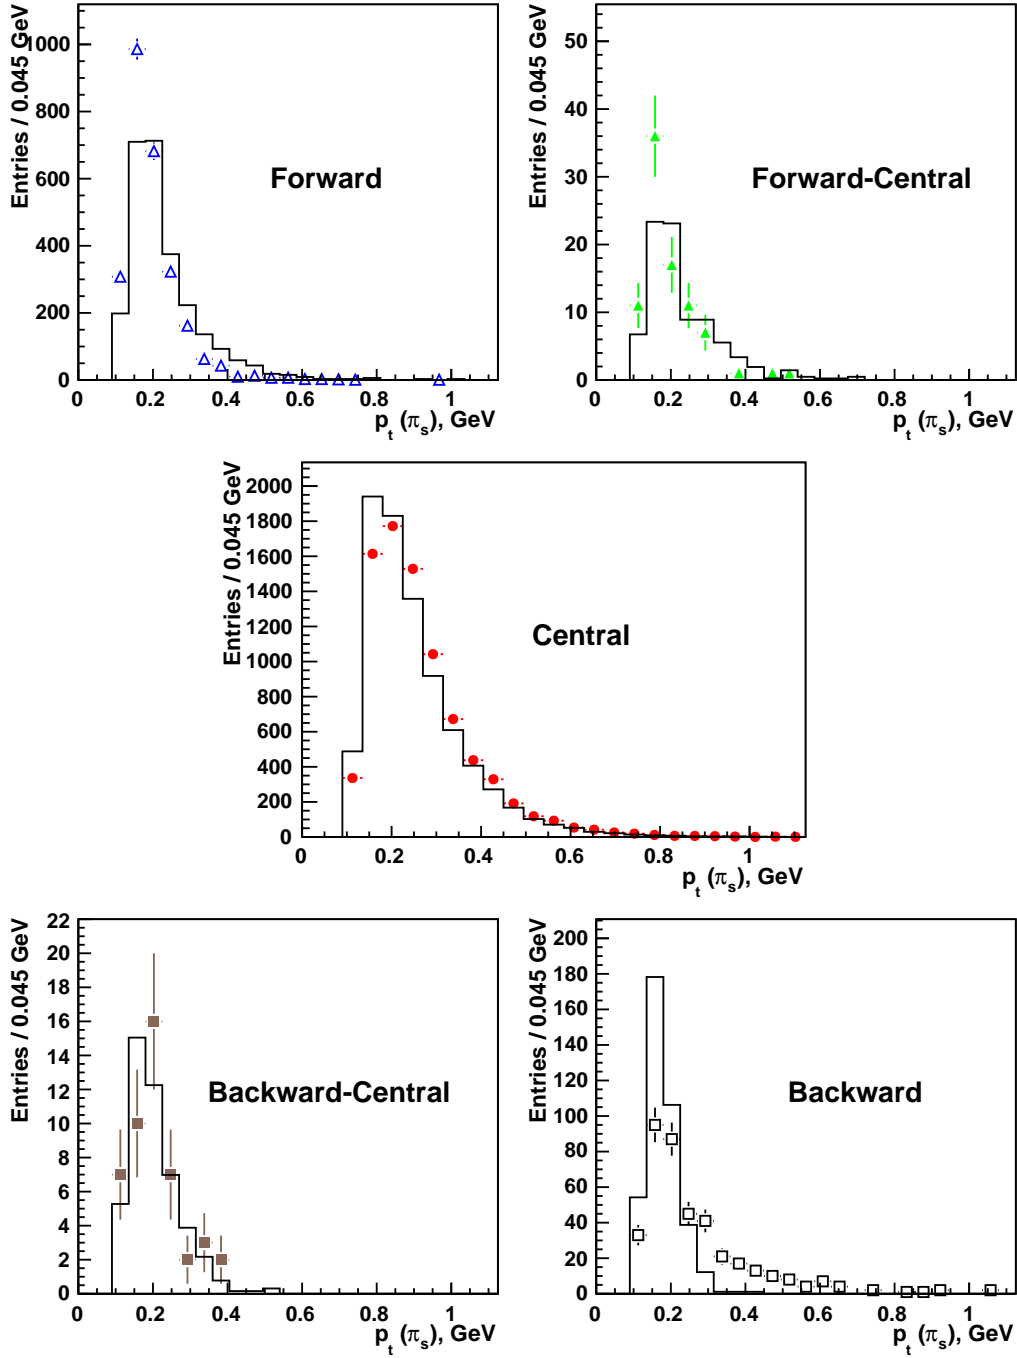 Entries / 0.045 GeV
1000
800
600
400
200
0
Forward
0 0.2 0.4 0.6 0.8 1
p_t (π_s), GeV
Entries / 0.045 GeV
50
40
30
20
10
0
Forward-Central
0 0.2 0.4 0.6 0.8 1
p_t (π_s), GeV
Entries / 0.045 GeV
2000
1800
1600
1400
1200
1000
800
600
400
200
0
Central
0 0.2 0.4 0.6 0.8 1
p_t (π_s), GeV
Entries / 0.045 GeV
22
20
18
16
14
12
10
8
6
4
2
0
Backward-Central
0 0.2 0.4 0.6 0.8 1
p_t (π_s), GeV
Entries / 0.045 GeV
200
180
160
140
120
100
80
60
40
20
0
Backward
0 0.2 0.4 0.6 0.8 1
p_t (π_s), GeV